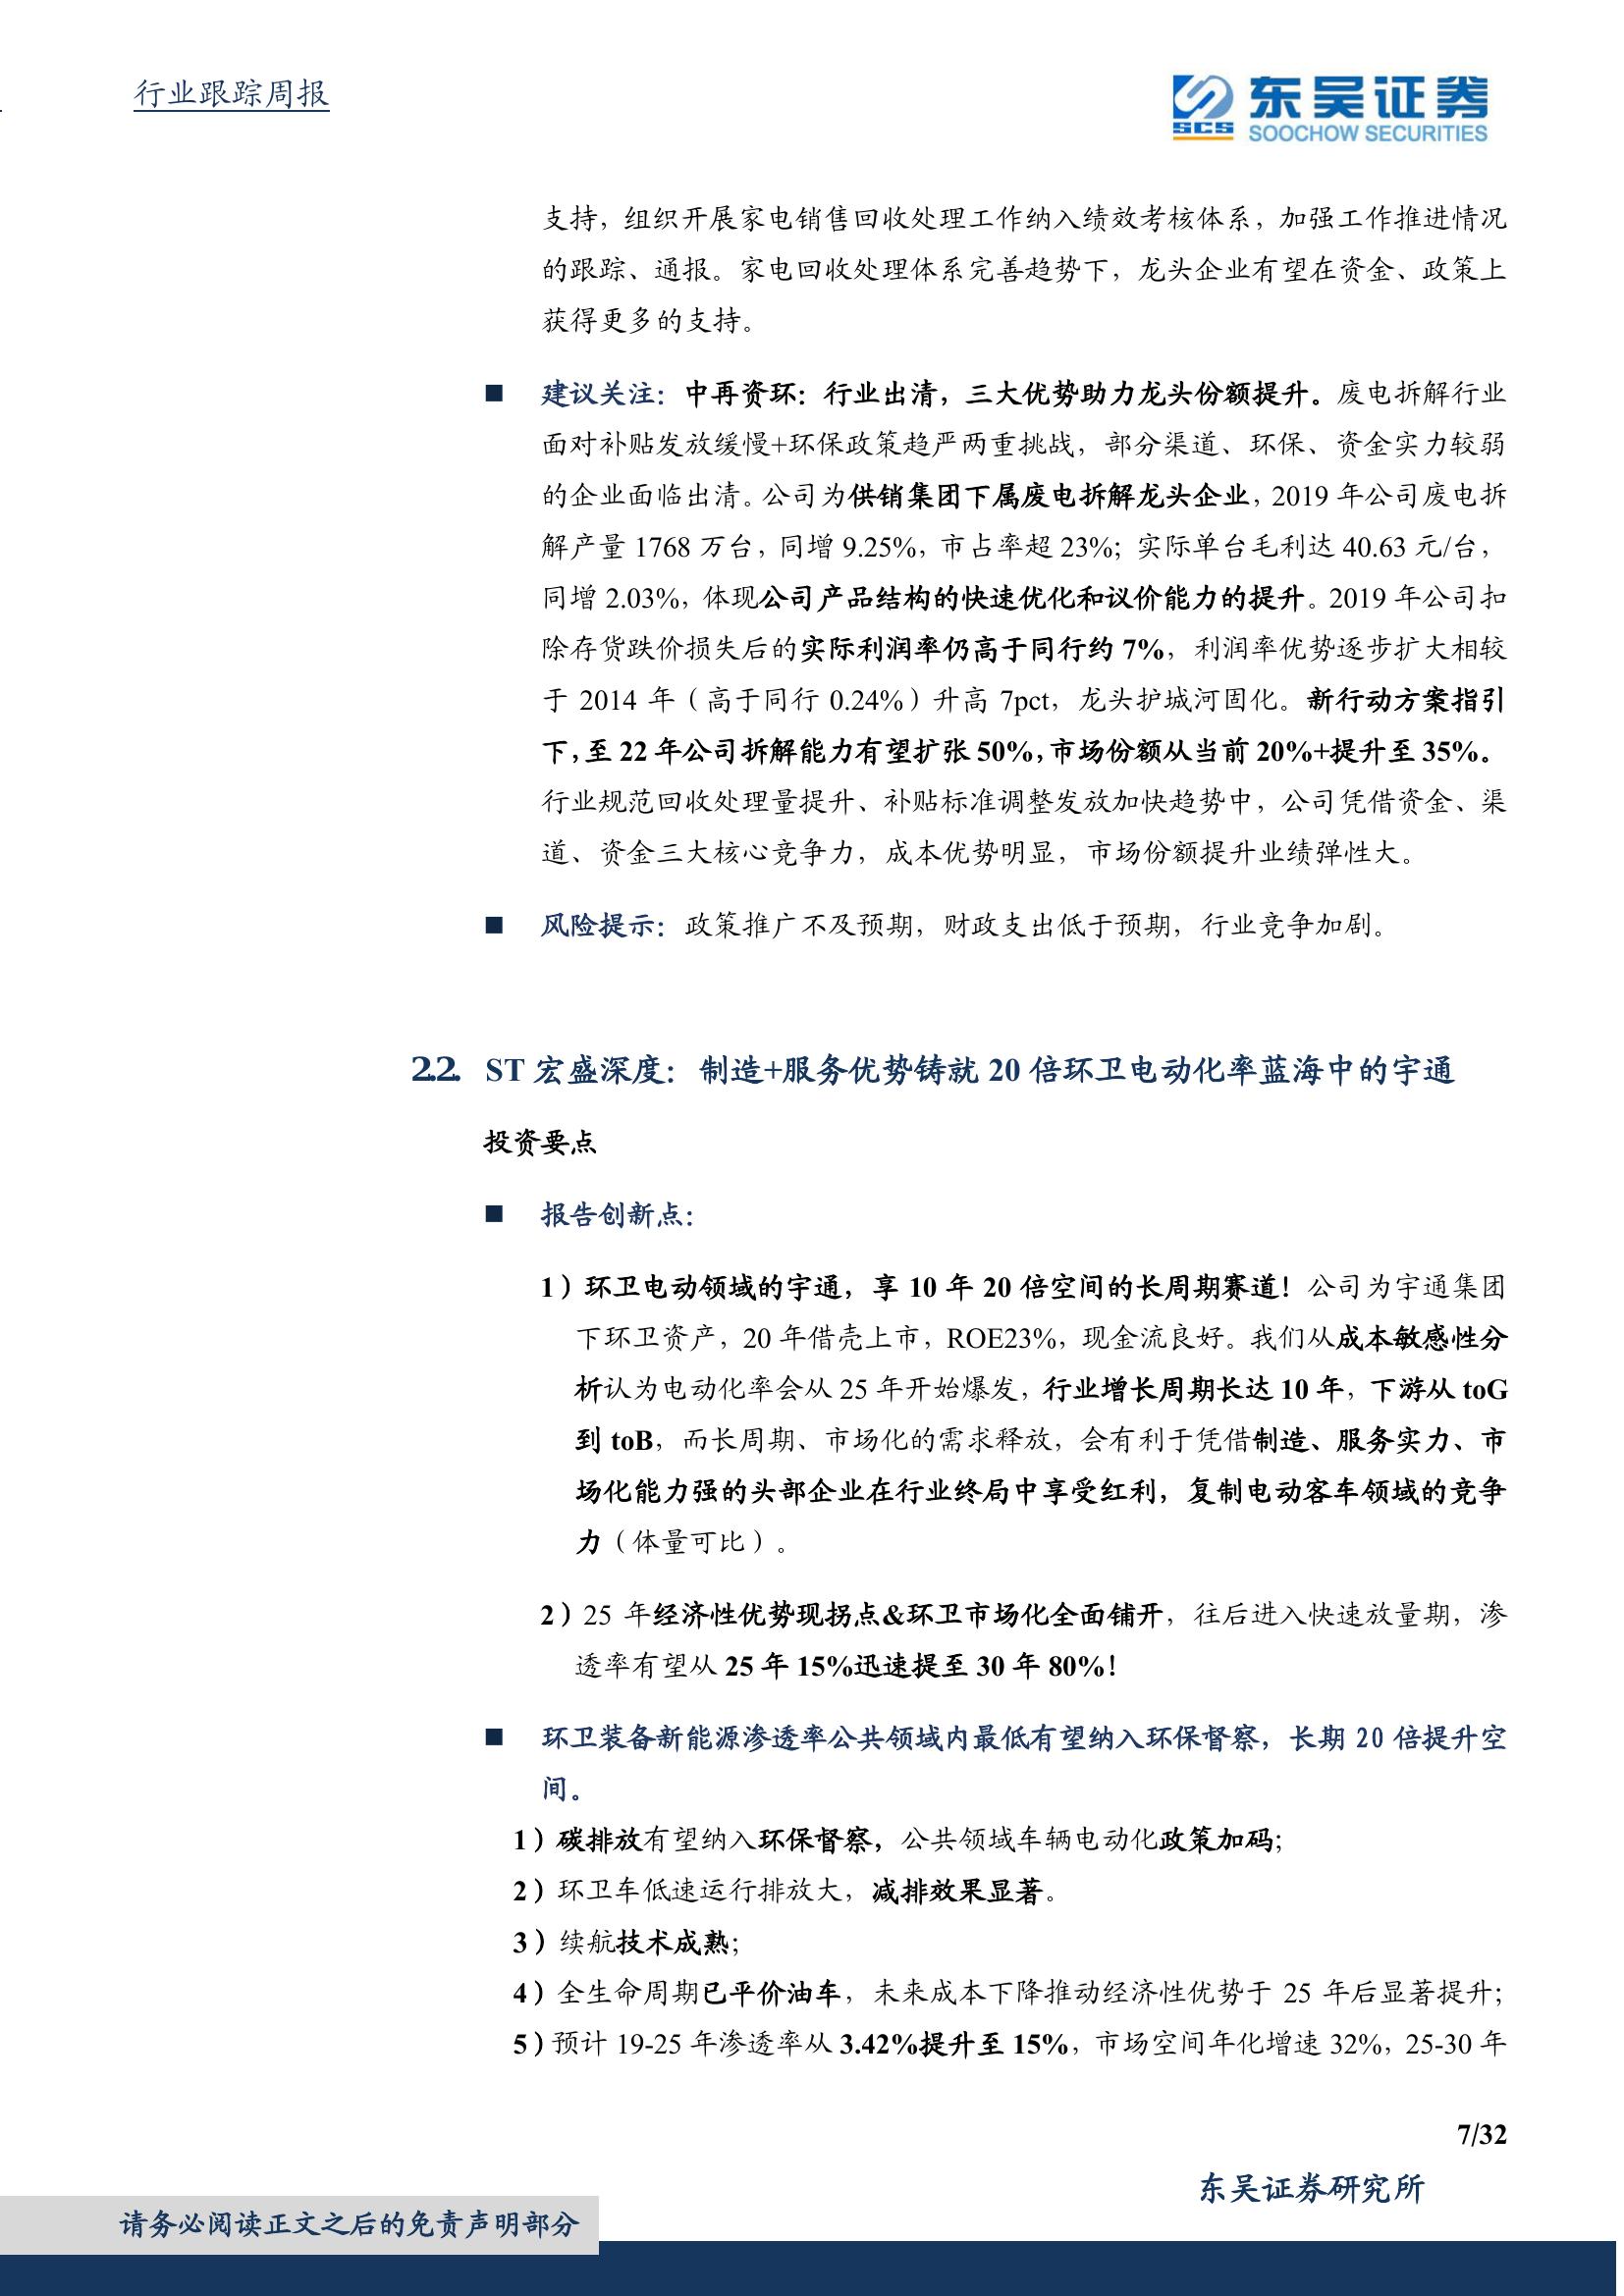 行业跟踪周报
SCS
东吴证券
SOOCHOW SECURITIES
支持，组织开展家电销售回收处理工作纳入绩效考核体系，加强工作推进情况
的跟踪、通报。家电回收处理体系完善趋势下，龙头企业有望在资金、政策上
获得更多的支持。
■ 建议关注：中再资环：行业出清，三大优势助力龙头份额提升。废电拆解行业
面对补贴发放缓慢+环保政策趋严两重挑战，部分渠道、环保、资金实力较弱
的企业面临出清。公司为供销集团下属废电拆解龙头企业，2019 年公司废电拆
解产量 1768 万台，同增 9.25%，市占率超 23%；实际单台毛利达 40.63 元/台，
同增 2.03%，体现公司产品结构的快速优化和议价能力的提升。2019 年公司扣
除存货跌价损失后的实际利润率仍高于同行约 7%，利润率优势逐步扩大相较
于 2014 年（高于同行 0.24%）升高 7pct，龙头护城河固化。新行动方案指引
下，至 22 年公司拆解能力有望扩张 50%，市场份额从当前 20%+提升至 35%。
行业规范回收处理量提升、补贴标准调整发放加快趋势中，公司凭借资金、渠
道、资金三大核心竞争力，成本优势明显，市场份额提升业绩弹性大。
■ 风险提示：政策推广不及预期，财政支出低于预期，行业竞争加剧。
2.2. ST 宏盛深度：制造+服务优势铸就 20 倍环卫电动化率蓝海中的宇通
投资要点
■ 报告创新点：
1）环卫电动领域的宇通，享 10 年 20 倍空间的长周期赛道！公司为宇通集团
下环卫资产，20 年借壳上市，ROE23%，现金流良好。我们从成本敏感性分
析认为电动化率会从 25 年开始爆发，行业增长周期长达 10 年，下游从 toG
到 toB，而长周期、市场化的需求释放，会有利于凭借制造、服务实力、市
场化能力强的头部企业在行业终局中享受红利，复制电动客车领域的竞争
力（体量可比）。
2）25 年经济性优势现拐点&环卫市场化全面铺开，往后进入快速放量期，渗
透率有望从 25 年 15%迅速提至 30 年 80%！
■ 环卫装备新能源渗透率公共领域内最低有望纳入环保督察，长期 20 倍提升空
间。
1）碳排放有望纳入环保督察，公共领域车辆电动化政策加码；
2）环卫车低速运行排放大，减排效果显著。
3）续航技术成熟；
4）全生命周期已平价油车，未来成本下降推动经济性优势于 25 年后显著提升；
5）预计 19-25 年渗透率从 3.42%提升至 15%，市场空间年化增速 32%，25-30 年
7/32
东吴证券研究所
请务必阅读正文之后的免责声明部分